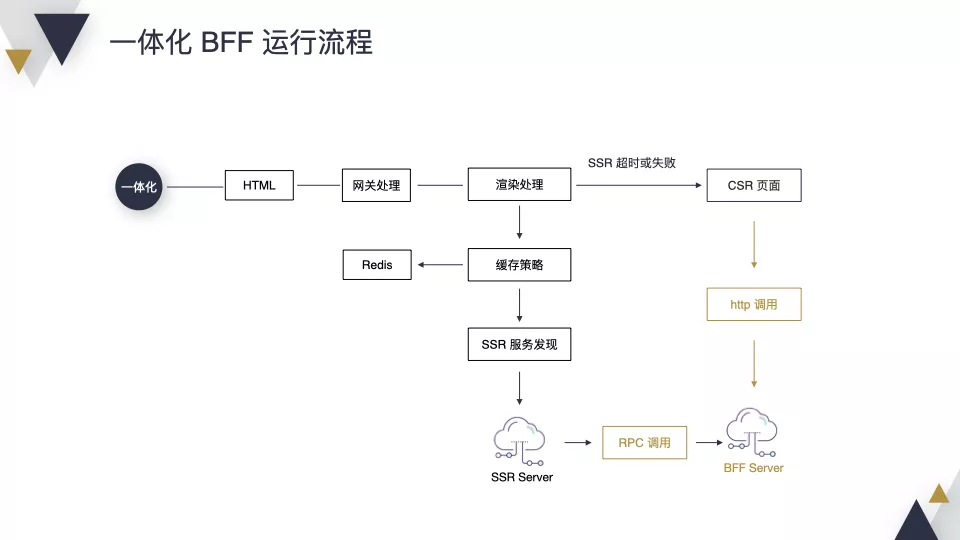 一体化 BFF 运行流程
SSR 超时或失败
一体化
HTML
网关处理
渲染处理
CSR 页面
Redis
缓存策略
http 调用
SSR 服务发现
RPC 调用
SSR Server
BFF Server